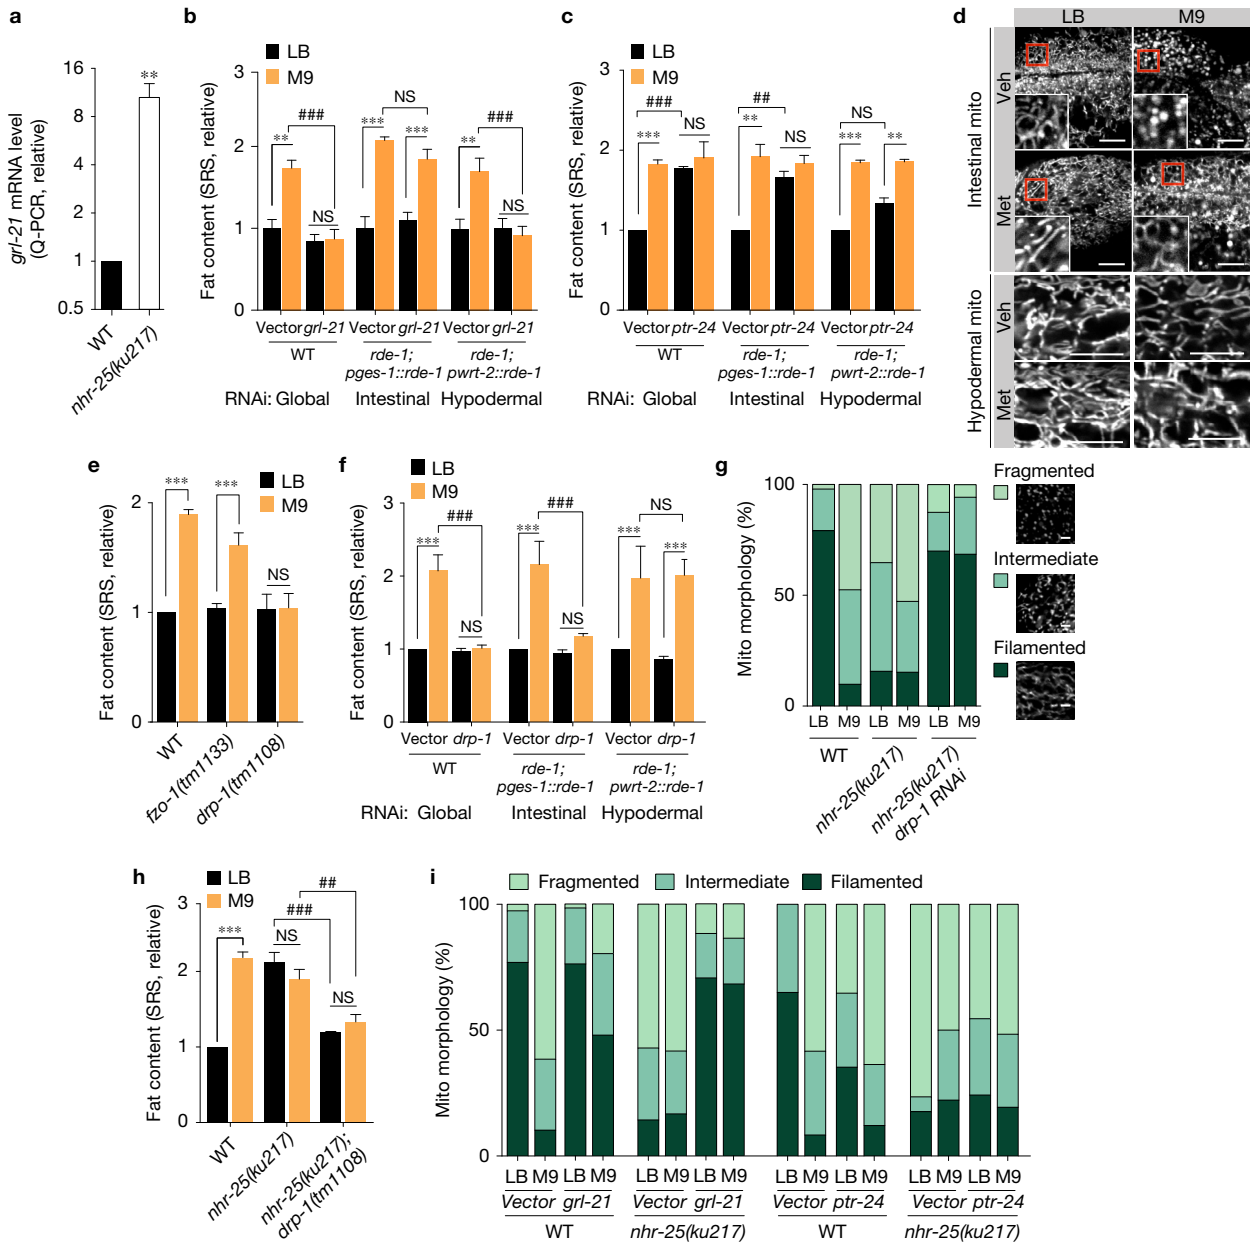 a
grl-21 mRNA level
(Q-PCR, relative)
16
8
4
2
1
0.5
**
WT
nhr-25(ku217)
b
LB
M9
Fat content (SRS, relative)
3
2
1
0
**
###
NS
***
NS
***
**
###
NS
Vector grl-21 Vector grl-21 Vector grl-21
WT
rde-1;
pges-1::rde-1
rde-1;
pwrt-2::rde-1
RNAi: Global Intestinal Hypodermal
c
LB
M9
Fat content (SRS, relative)
3
2
1
0
###
***
NS
##
**
NS
NS
***
**
Vector ptr-24 Vector ptr-24 Vector ptr-24
WT
rde-1;
pges-1::rde-1
rde-1;
pwrt-2::rde-1
RNAi: Global Intestinal Hypodermal
d
LB M9
Intestinal mito
Veh
Met
Hypodermal mito
Veh
Met
e
LB
M9
Fat content (SRS, relative)
2
1
0
***
***
NS
WT
fzo-1(tm1133)
drp-1(tm1108)
f
LB
M9
Fat content (SRS, relative)
3
2
1
0
***
###
NS
***
###
NS
***
NS
***
Vector drp-1 Vector drp-1 Vector drp-1
WT
rde-1;
pges-1::rde-1
rde-1;
pwrt-2::rde-1
RNAi: Global Intestinal Hypodermal
g
Mito morphology (%)
100
50
0
LB M9 LB M9 LB M9
WT
nhr-25(ku217)
nhr-25(ku217)
drp-1 RNAi
Fragmented
Intermediate
Filamented
h
LB
M9
Fat content (SRS, relative)
3
2
1
0
***
###
NS
##
NS
WT
nhr-25(ku217)
nhr-25(ku217);
drp-1(tm1108)
i
Fragmented Intermediate Filamented
Mito morphology (%)
100
50
0
LB M9 LB M9 LB M9 LB M9 LB M9 LB M9 LB M9 LB M9
Vector grl-21 Vector grl-21 Vector ptr-24 Vector ptr-24
WT nhr-25(ku217) WT nhr-25(ku217)